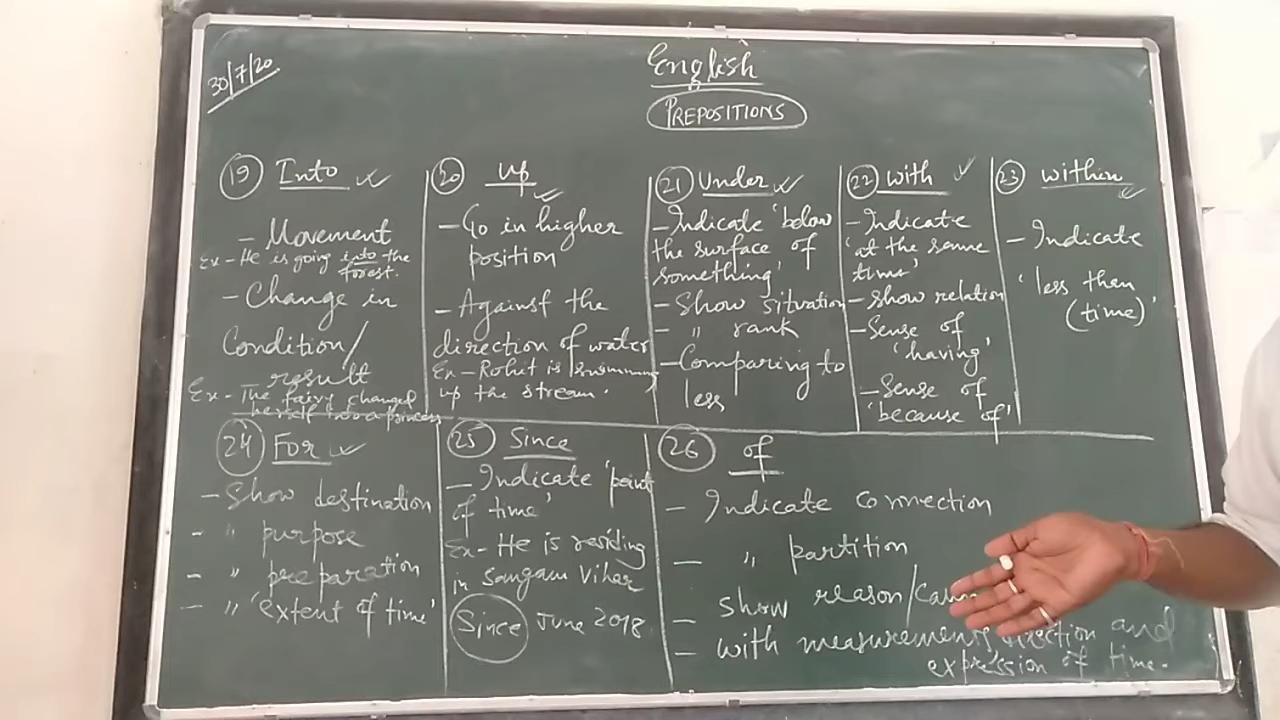 30/7/20
English
PREPOSITIONS
19 Into
- Movement
Ex - He is going into the
forest.
- Change in
Condition/
result
Ex - The fairy changed
herself into a princess
20 up
- Go in higher
position
- Against the
direction of water
Ex - Rohit is swimming
up the stream.
21 Under
- Indicate 'below
the surface of
something'
- Show situation
- " rank
- Comparing to
less
22 with
- Indicate
'at the same
time'
- show relation
- Sense of
'having'
- Sense of
'because of'
23 within
- Indicate
'less then
(time)'
24 For
- Show destination
- " purpose
- " preparation
- " 'extent of time'
25 Since
- Indicate 'point
of time'
Ex - He is residing
in Sangam Vihar
Since June 2018
26 of
- Indicate connection
- " partition
- show reason/
- with measurements and
expression of time.